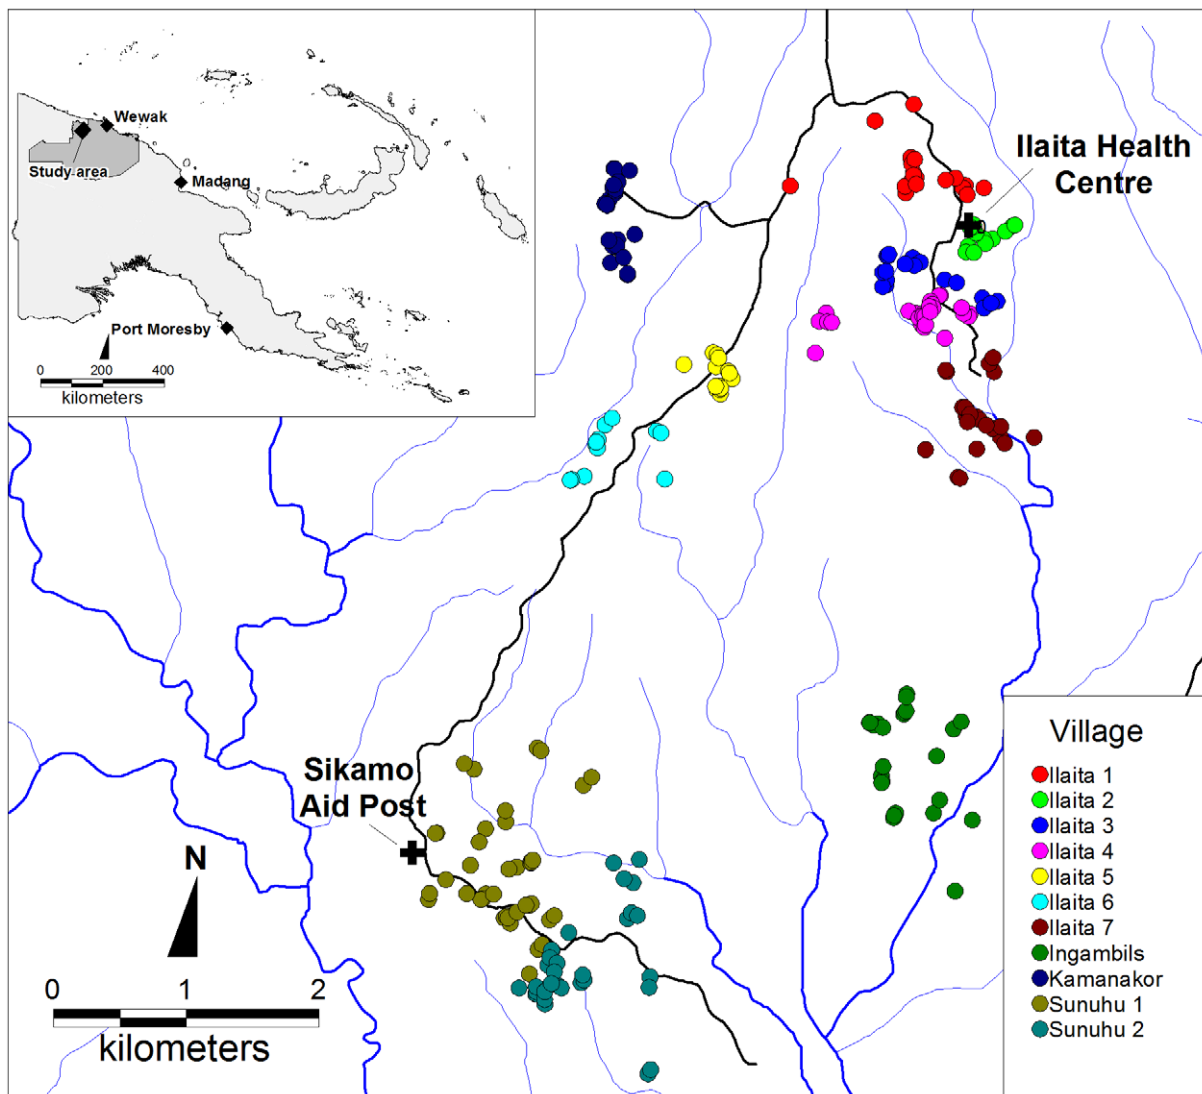 Wewak
Study area
Madang
Port Moresby
0 200 400
kilometers
Ilaita Health
Centre
Sikamo
Aid Post
N
0 1 2
kilometers
Village
Ilaita 1
Ilaita 2
Ilaita 3
Ilaita 4
Ilaita 5
Ilaita 6
Ilaita 7
Ingambils
Kamanakor
Sunuhu 1
Sunuhu 2